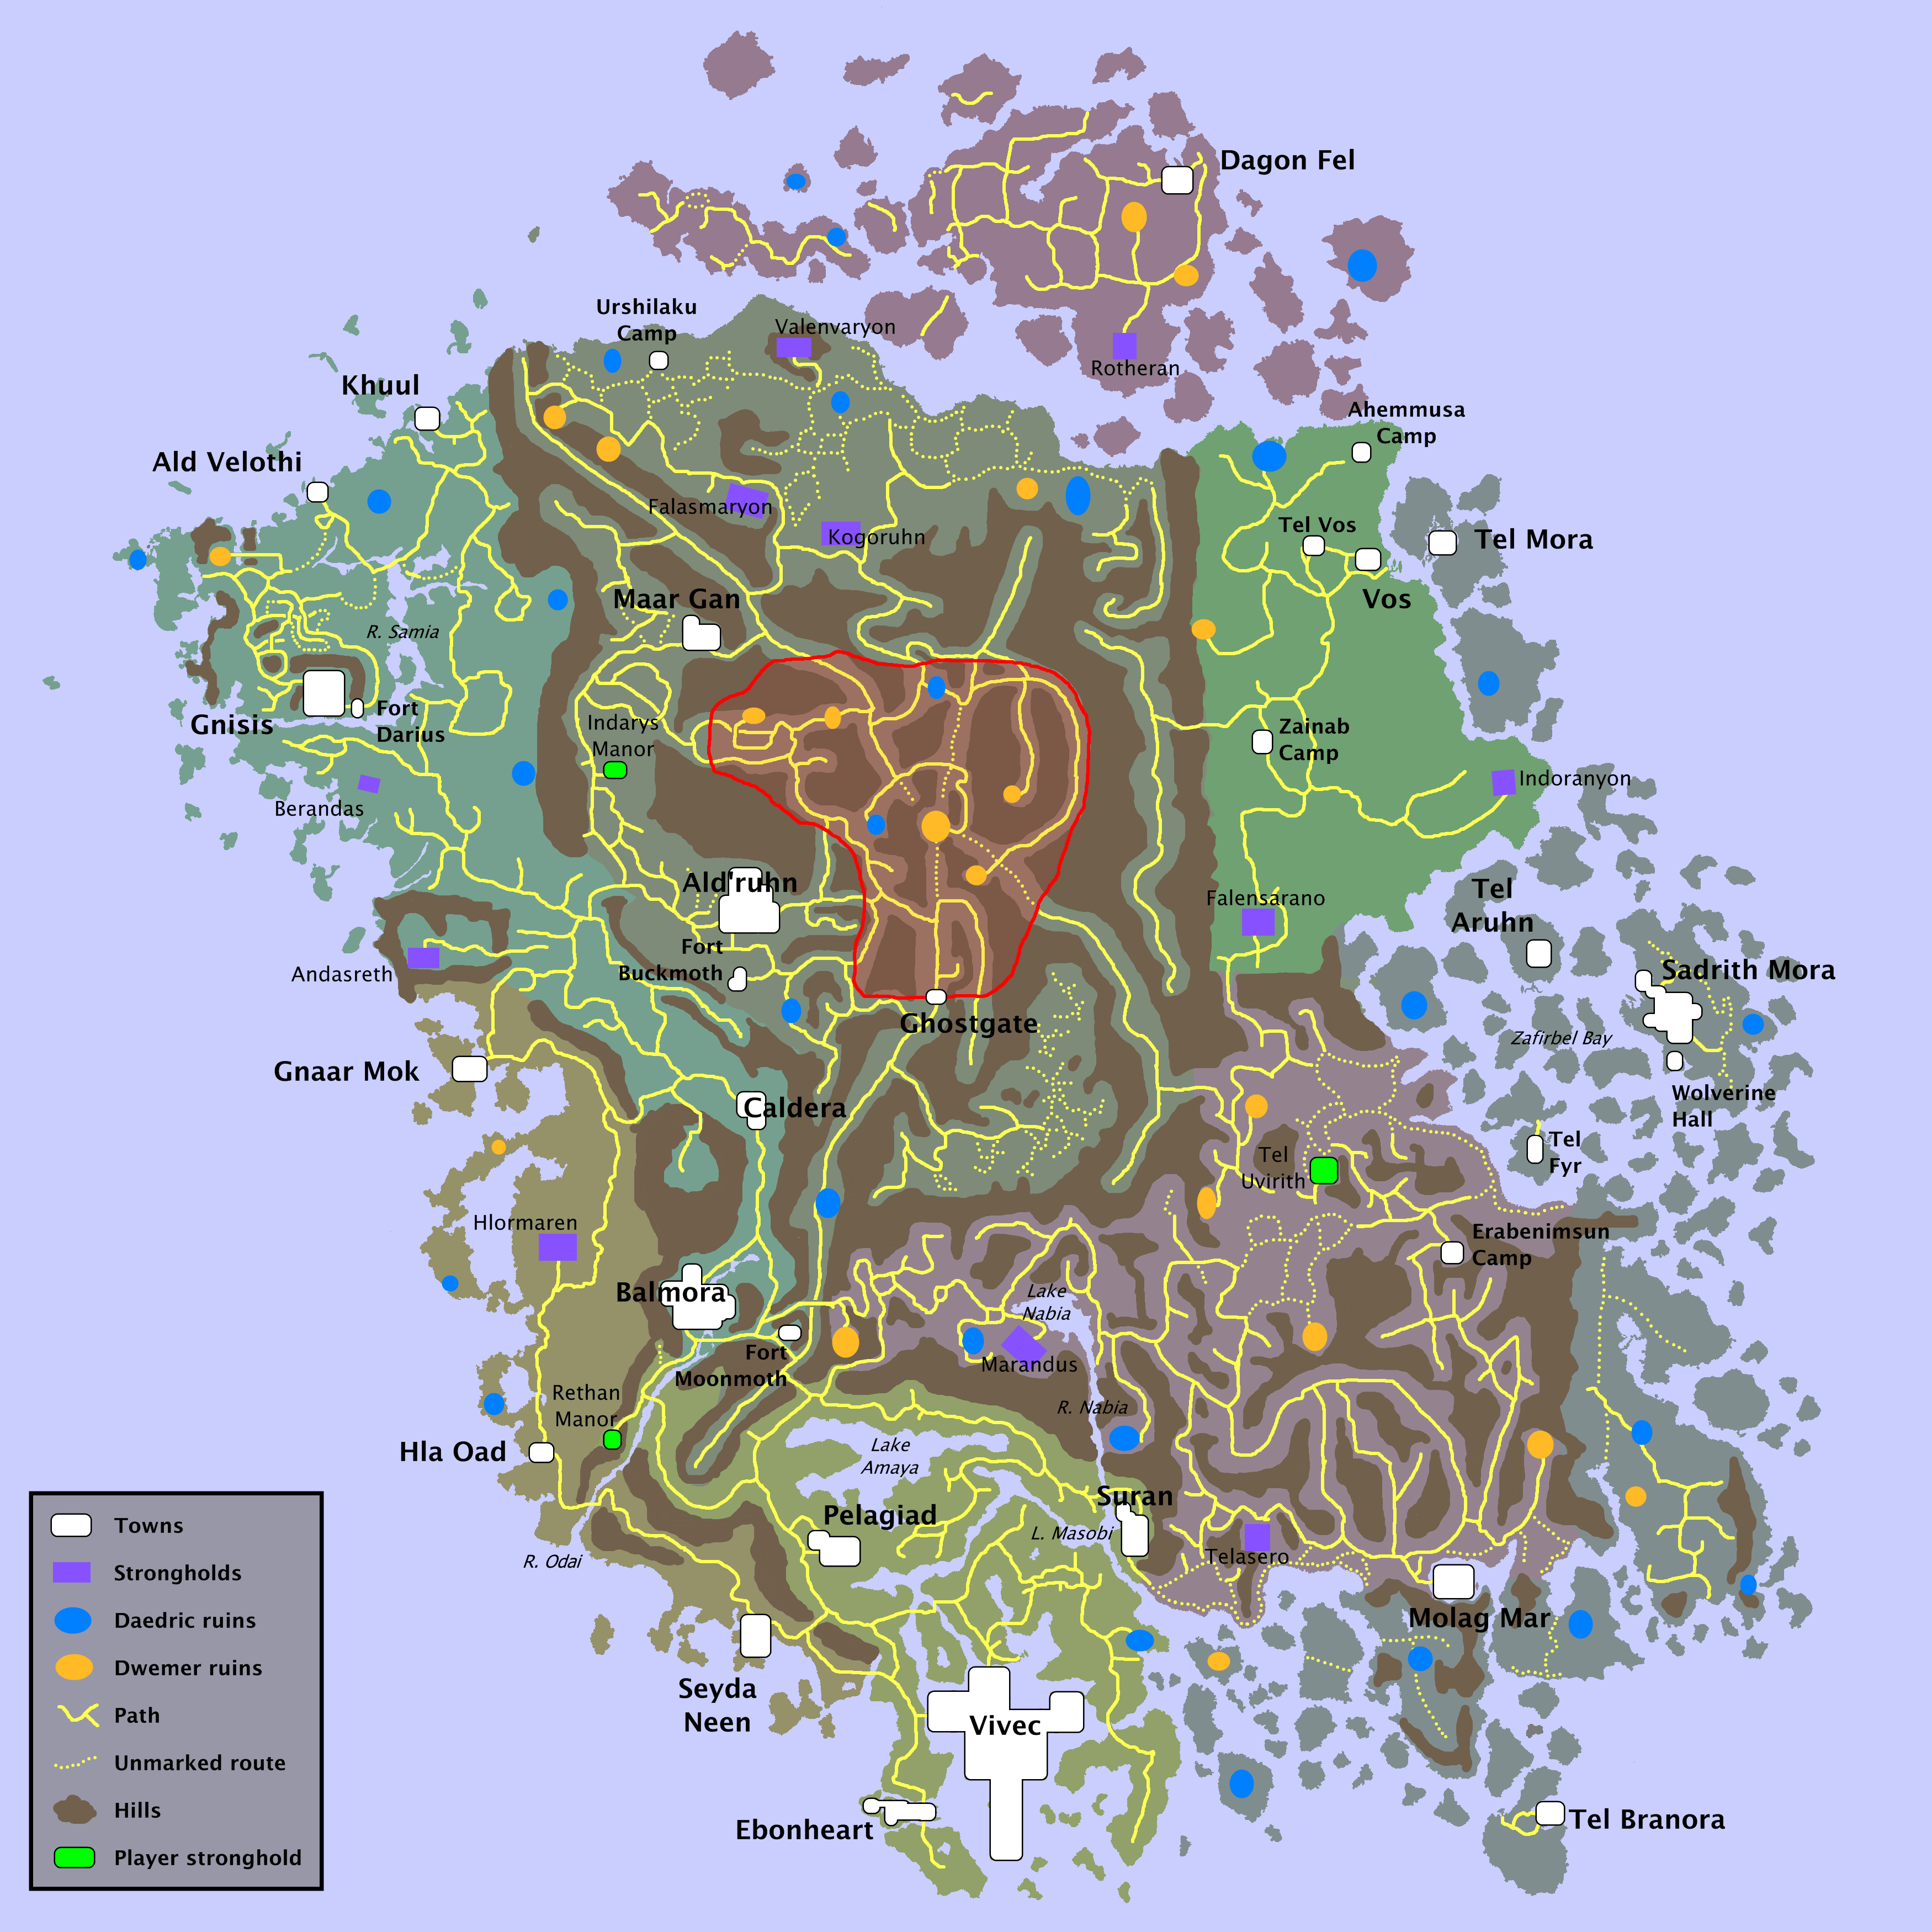 Dagon Fel
Urshilaku
Camp
Valenvaryon
Rotheran
Khuul
Ahemmusa
Camp
Ald Velothi
Falasmaryon
Kogoruhn
Tel Vos
Tel Mora
Maar Gan
Vos
R. Samia
Gnisis
Fort
Darius
Indarys
Manor
Zainab
Camp
Berandas
Indoranyon
Ald'ruhn
Falensarano
Tel
Aruhn
Fort
Buckmoth
Andasreth
Sadrith Mora
Ghostgate
Zafirbel Bay
Gnaar Mok
Caldera
Wolverine
Hall
Tel
Fyr
Tel
Uvirith
Hlormaren
Erabenimsun
Camp
Balmora
Lake
Nabia
Fort
Moonmoth
Marandus
Rethan
Manor
R. Nabia
Hla Oad
Lake
Amaya
Suran
Pelagiad
L. Masobi
R. Odai
Telasero
Molag Mar
Seyda
Neen
Vivec
Ebonheart
Tel Branora
Towns
Strongholds
Daedric ruins
Dwemer ruins
Path
Unmarked route
Hills
Player stronghold